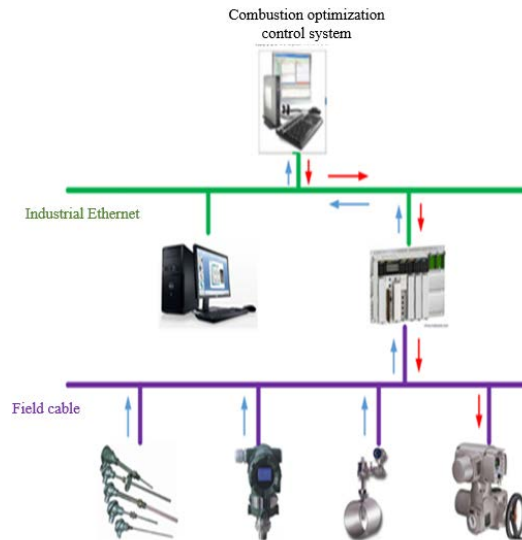 Combustion optimization
control system
Industrial Ethernet
Field cable